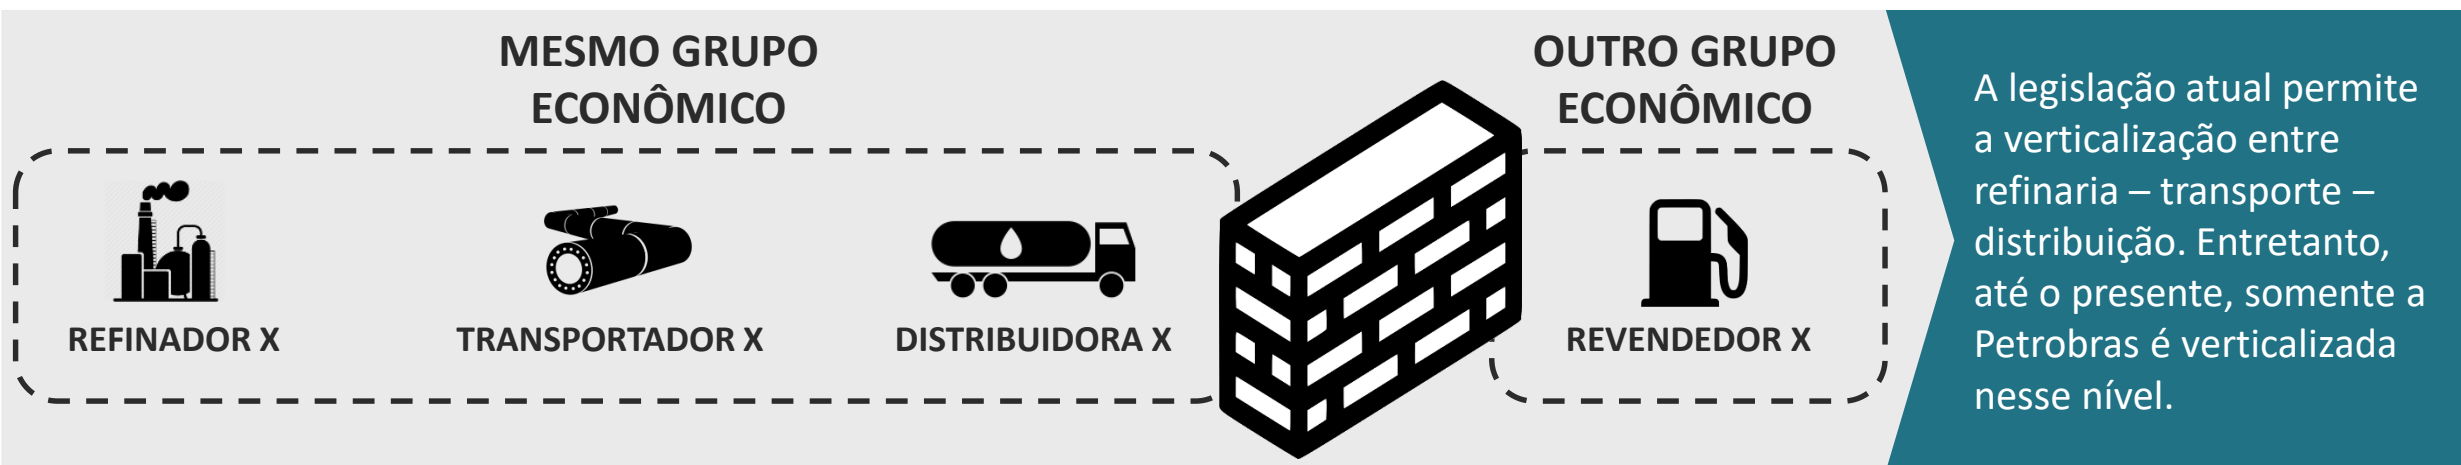 MESMO GRUPO
ECONÔMICO
OUTRO GRUPO
ECONÔMICO
REFINADOR X
TRANSPORTADOR X
DISTRIBUIDORA X
REVENDEDOR X
A legislação atual permite
a verticalização entre
refinaria – transporte –
distribuição. Entretanto,
até o presente, somente a
Petrobras é verticalizada
nesse nível.